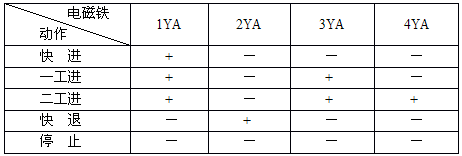 电磁铁
动作 1YA 2YA 3YA 4YA
快 进 + － － －
一工进 + － + －
二工进 + － + +
快 退 － + － －
停 止 － － － －